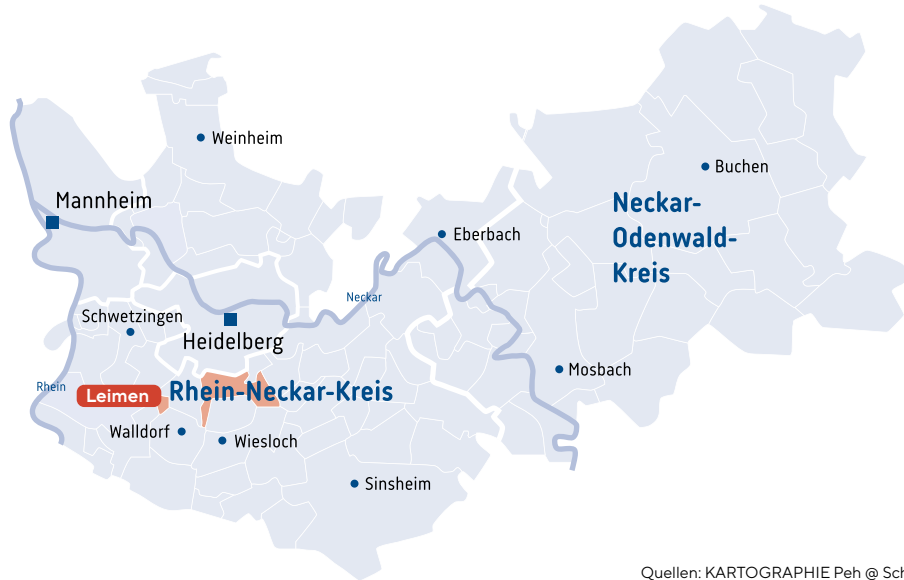 Weinheim
Buchen
Mannheim
Neckar-
Odenwald-
Kreis
Eberbach
Neckar
Schwetzingen
Heidelberg
Mosbach
Rhein
Leimen
Rhein-Neckar-Kreis
Walldorf
Wiesloch
Sinsheim
Quellen: KARTOGRAPHIE Peh @ Sch